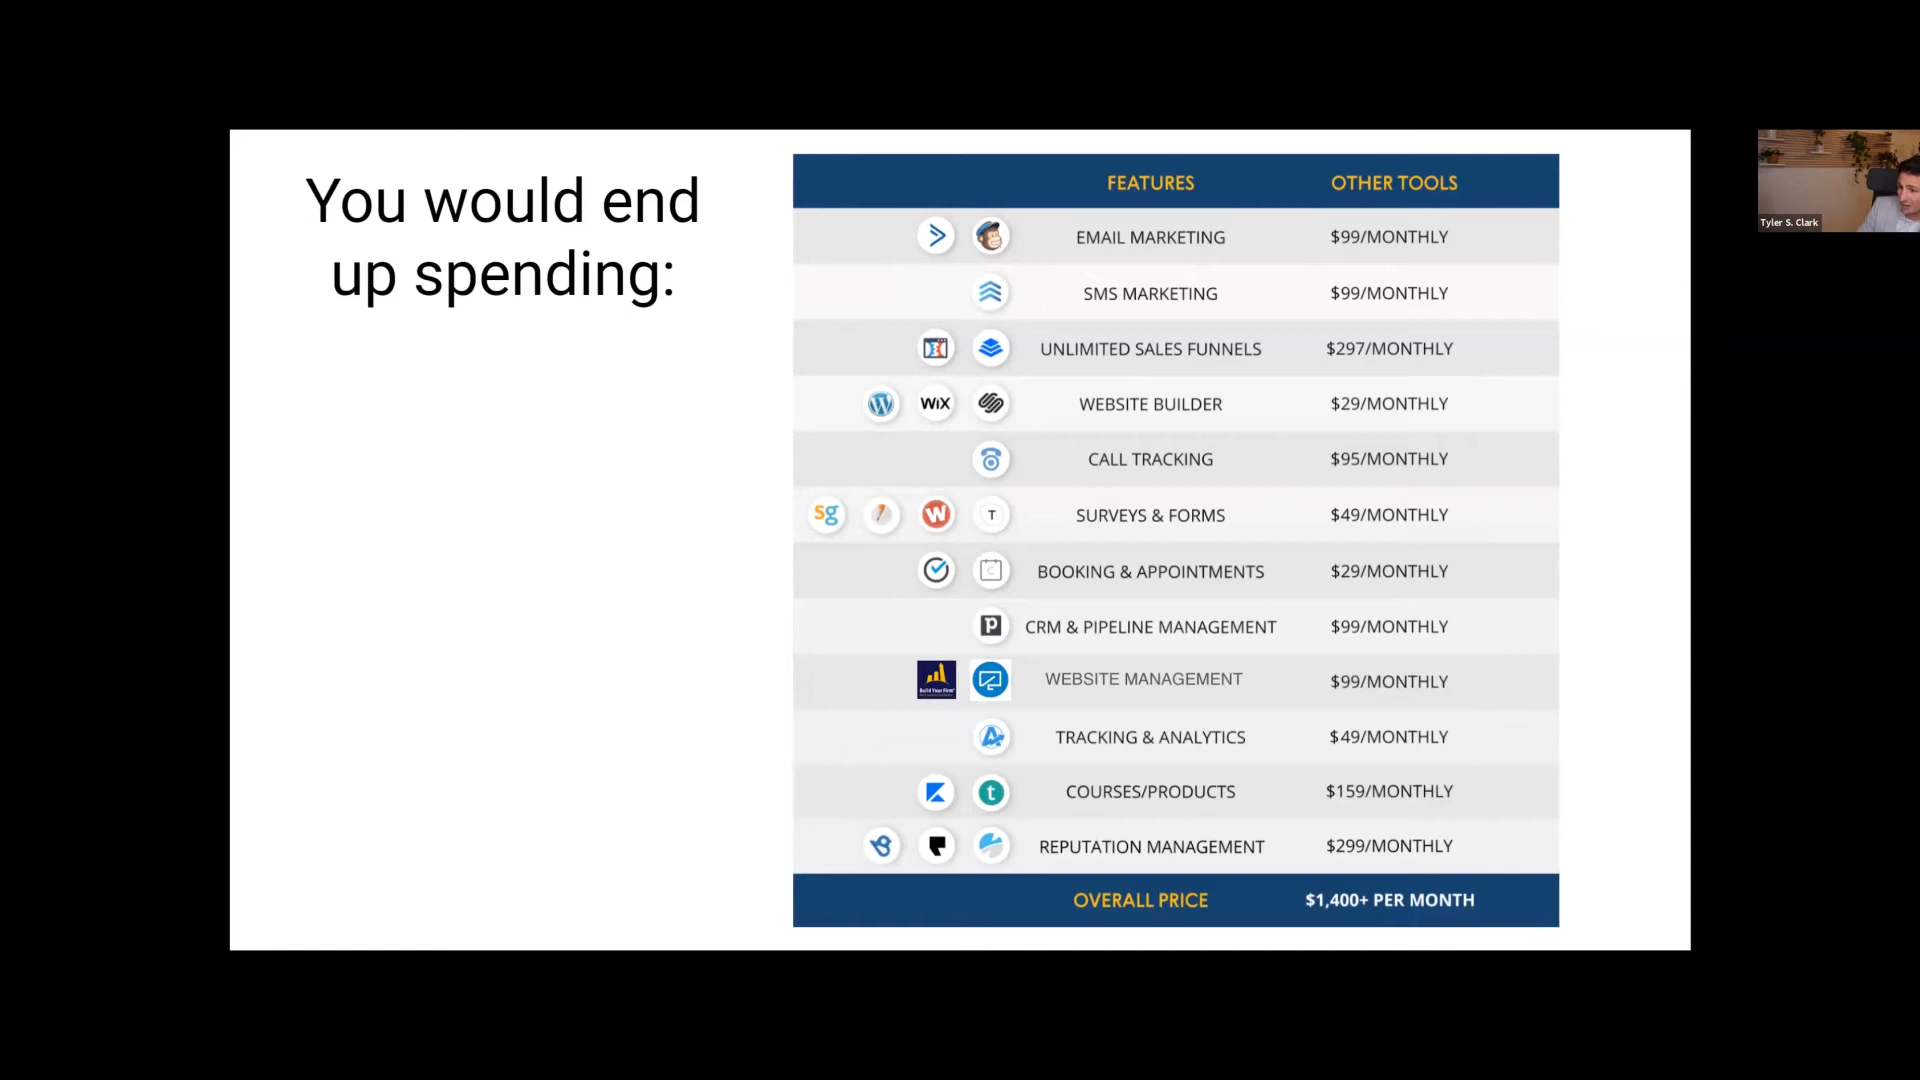 You would end
up spending:
FEATURES OTHER TOOLS
EMAIL MARKETING $99/MONTHLY
SMS MARKETING $99/MONTHLY
UNLIMITED SALES FUNNELS $297/MONTHLY
WIX WEBSITE BUILDER $29/MONTHLY
CALL TRACKING $95/MONTHLY
sg W T SURVEYS & FORMS $49/MONTHLY
C BOOKING & APPOINTMENTS $29/MONTHLY
p CRM & PIPELINE MANAGEMENT $99/MONTHLY
Build Your Firm WEBSITE MANAGEMENT $99/MONTHLY
TRACKING & ANALYTICS $49/MONTHLY
t COURSES/PRODUCTS $159/MONTHLY
REPUTATION MANAGEMENT $299/MONTHLY
OVERALL PRICE $1,400+ PER MONTH
Tyler S. Clark